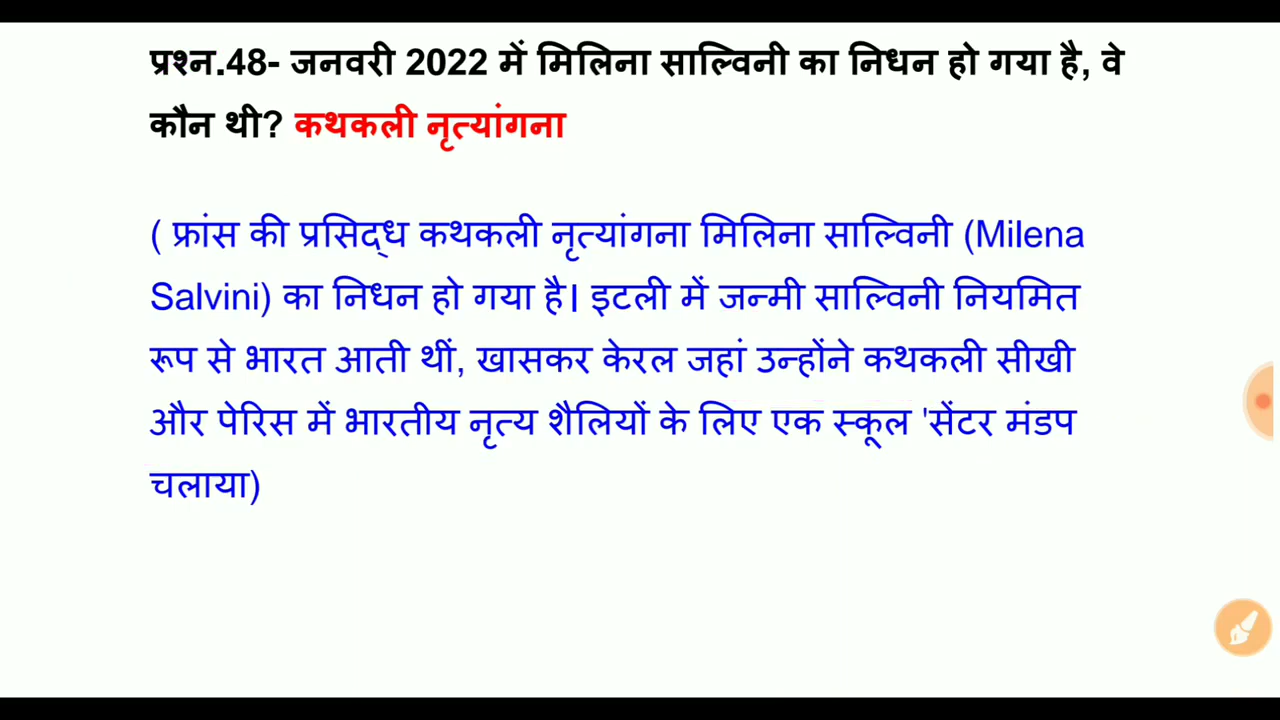 प्रश्न.48- जनवरी 2022 में मिलिना साल्विनी का निधन हो गया है, वे
कौन थी? कथकली नृत्यांगना
( फ्रांस की प्रसिद्ध कथकली नृत्यांगना मिलिना साल्विनी (Milena
Salvini) का निधन हो गया है। इटली में जन्मी साल्विनी नियमित
रूप से भारत आती थीं, खासकर केरल जहां उन्होंने कथकली सीखी
और पेरिस में भारतीय नृत्य शैलियों के लिए एक स्कूल 'सेंटर मंडप
चलाया)